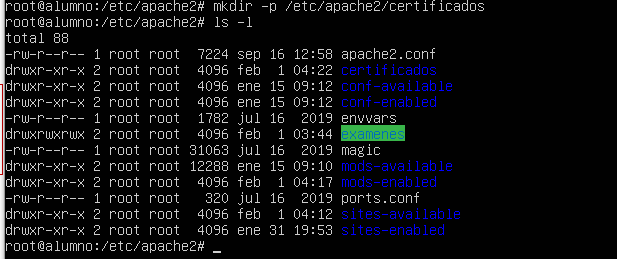 root@alumno:/etc/apache2# mkdir -p /etc/apache2/certificados
root@alumno:/etc/apache2# ls -l
total 88
-rw-r--r-- 1 root root  7224 sep 16 12:58 apache2.conf
drwxr-xr-x 2 root root  4096 feb  1 04:22 certificados
drwxr-xr-x 2 root root  4096 ene 15 09:12 conf-available
drwxr-xr-x 2 root root  4096 ene 15 09:12 conf-enabled
-rw-r--r-- 1 root root  1782 jul 16  2019 envvars
drwxrwxrwx 2 root root  4096 feb  1 03:44 examenes
-rw-r--r-- 1 root root 31063 jul 16  2019 magic
drwxr-xr-x 2 root root 12288 ene 15 09:10 mods-available
drwxr-xr-x 2 root root  4096 feb  1 04:17 mods-enabled
-rw-r--r-- 1 root root   320 jul 16  2019 ports.conf
drwxr-xr-x 2 root root  4096 feb  1 04:12 sites-available
drwxr-xr-x 2 root root  4096 ene 31 19:53 sites-enabled
root@alumno:/etc/apache2# _